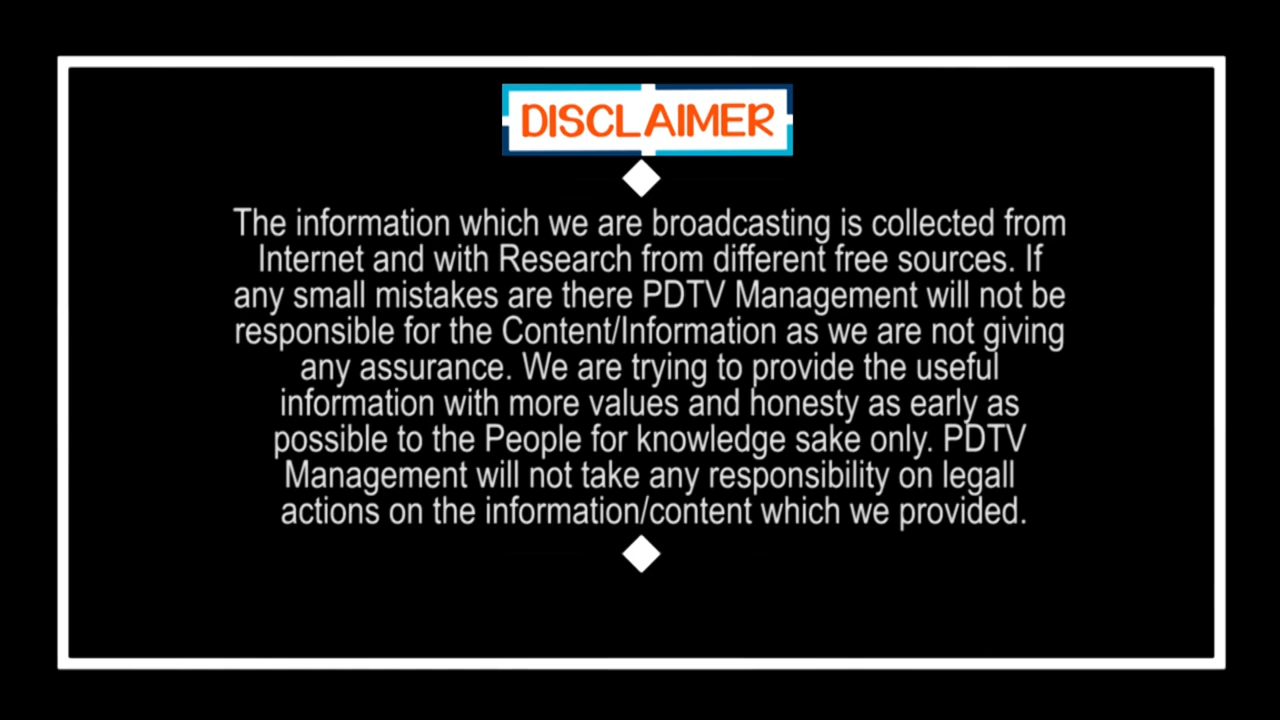 DISCLAIMER
The information which we are broadcasting is collected from
Internet and with Research from different free sources. If
any small mistakes are there PDTV Management will not be
responsible for the Content/Information as we are not giving
any assurance. We are trying to provide the useful
information with more values and honesty as early as
possible to the People for knowledge sake only. PDTV
Management will not take any responsibility on legall
actions on the information/content which we provided.